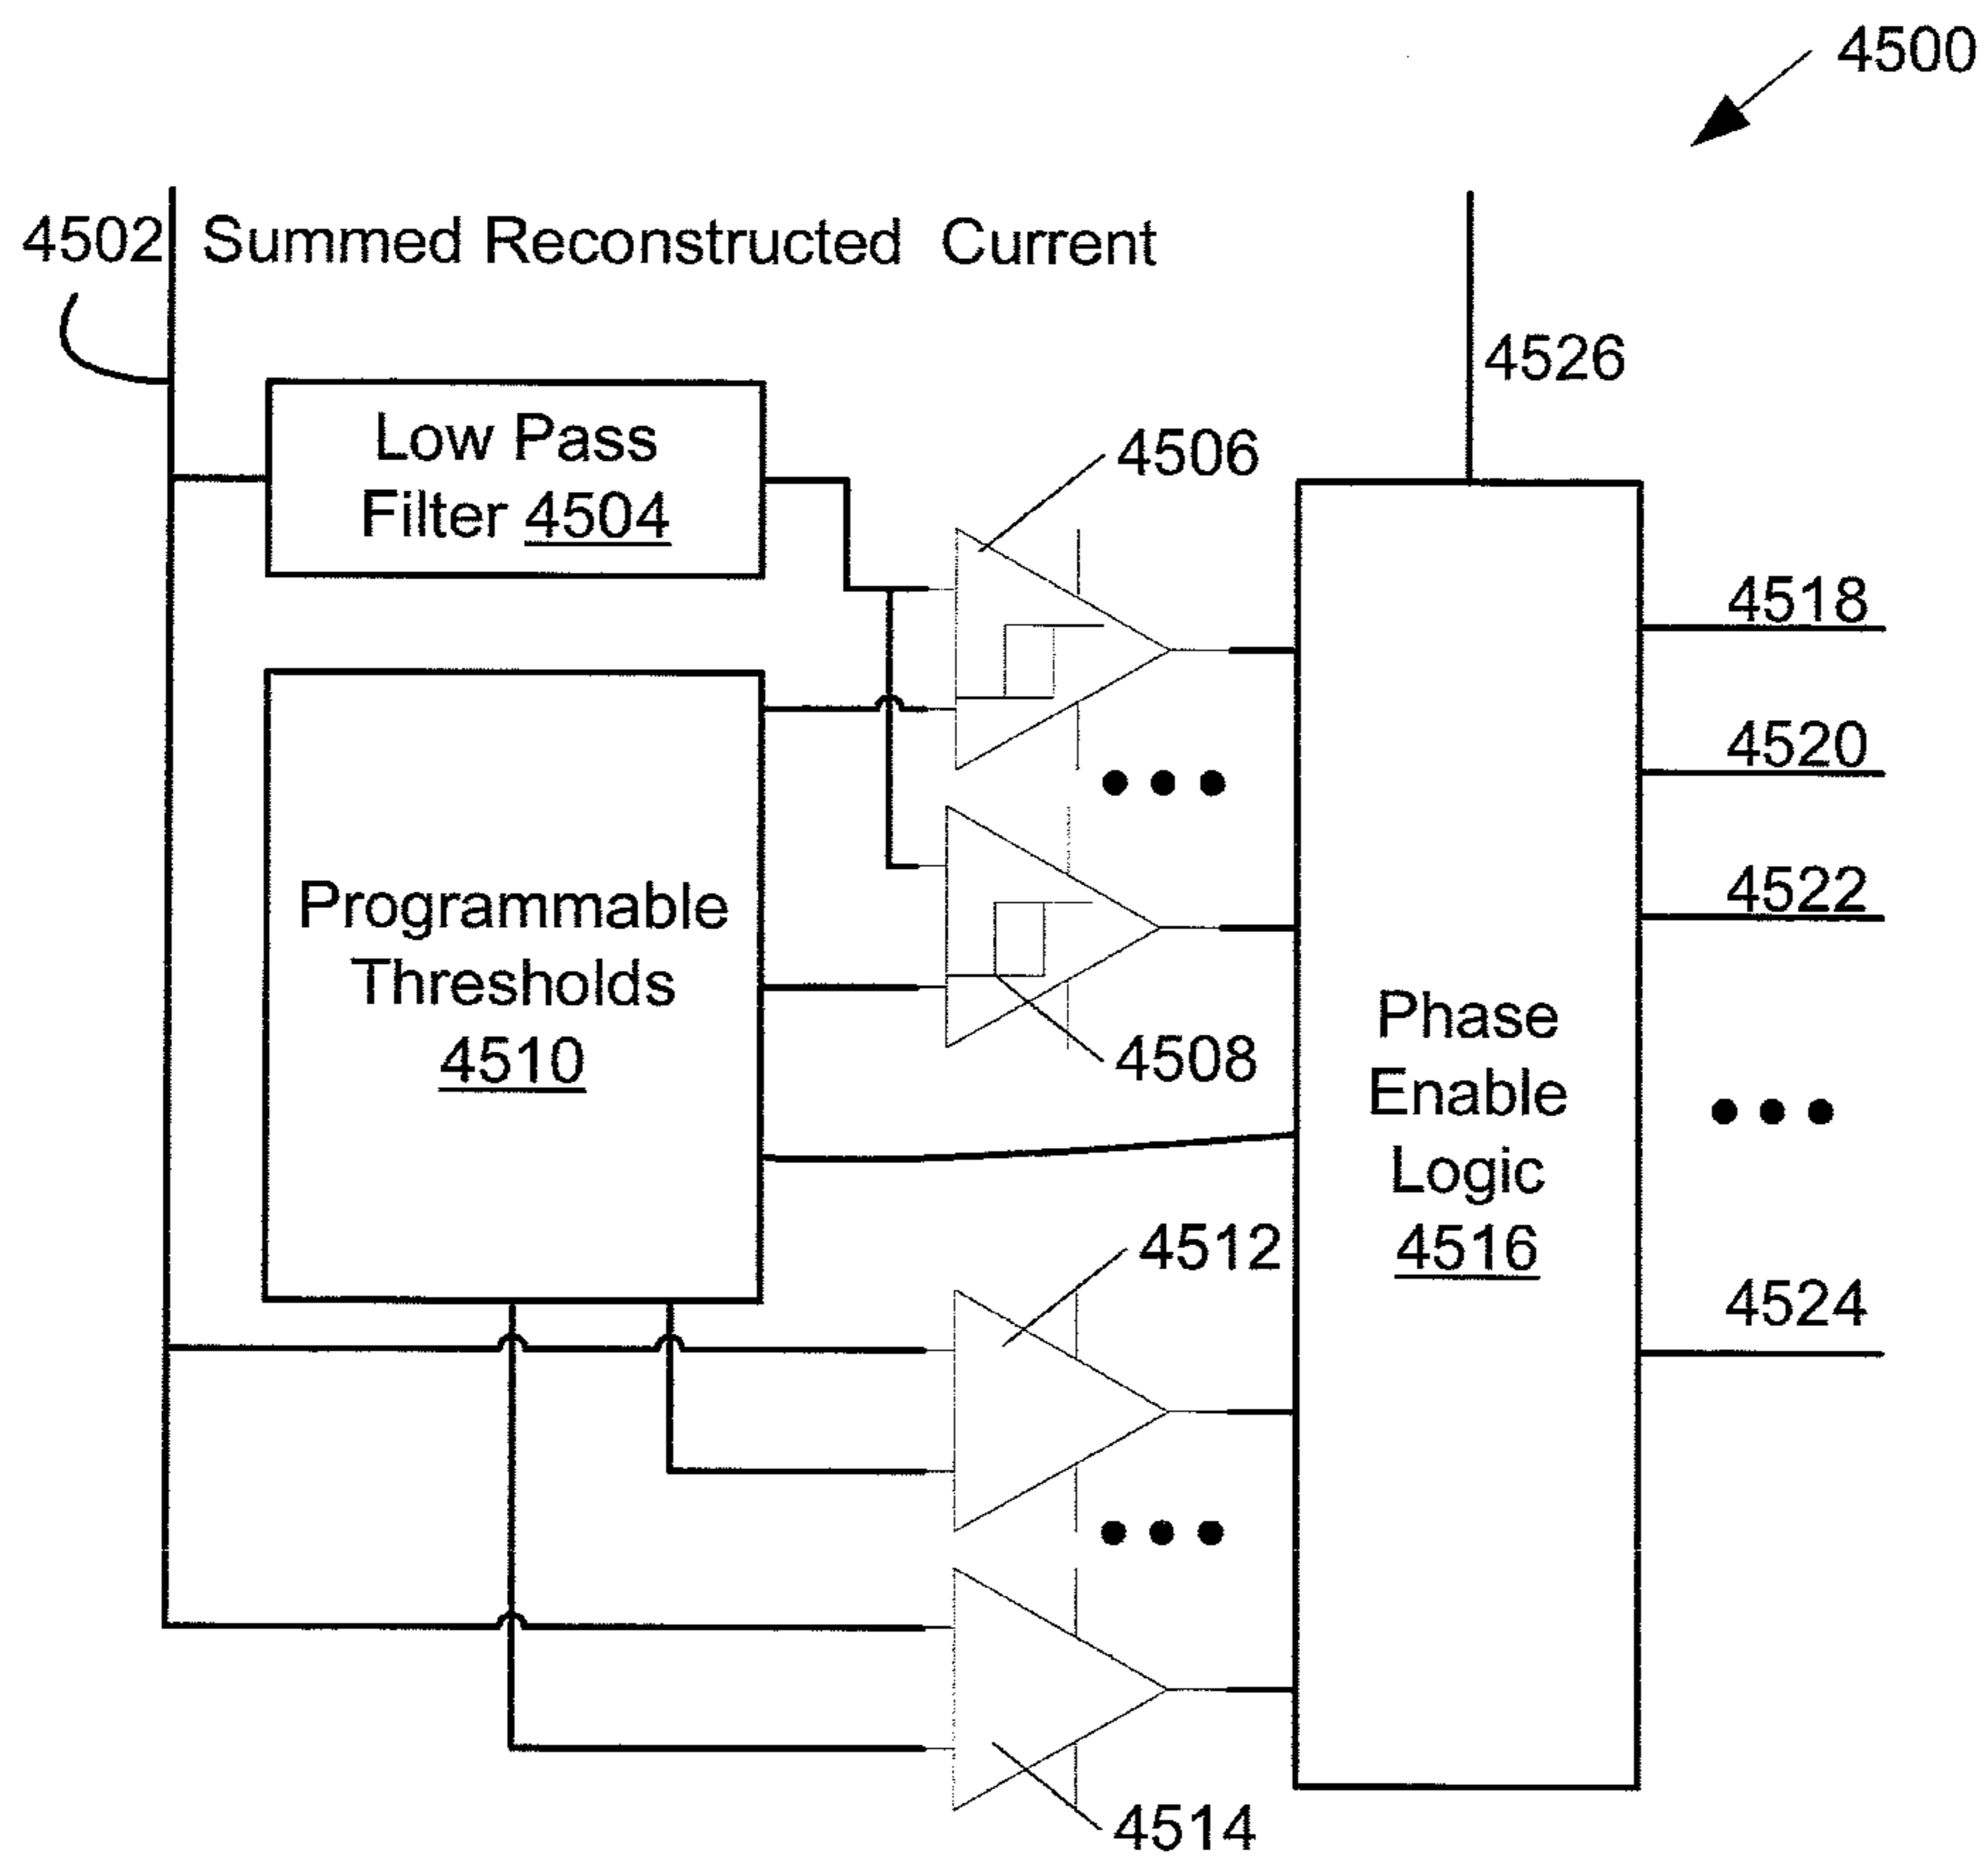 4500
4502 Summed Reconstructed Current
4526
Low Pass
Filter 4504
4506
4518
4520
4522
Programmable
Thresholds
4510
4508
Phase
Enable
Logic
4516
4512
4524
4514